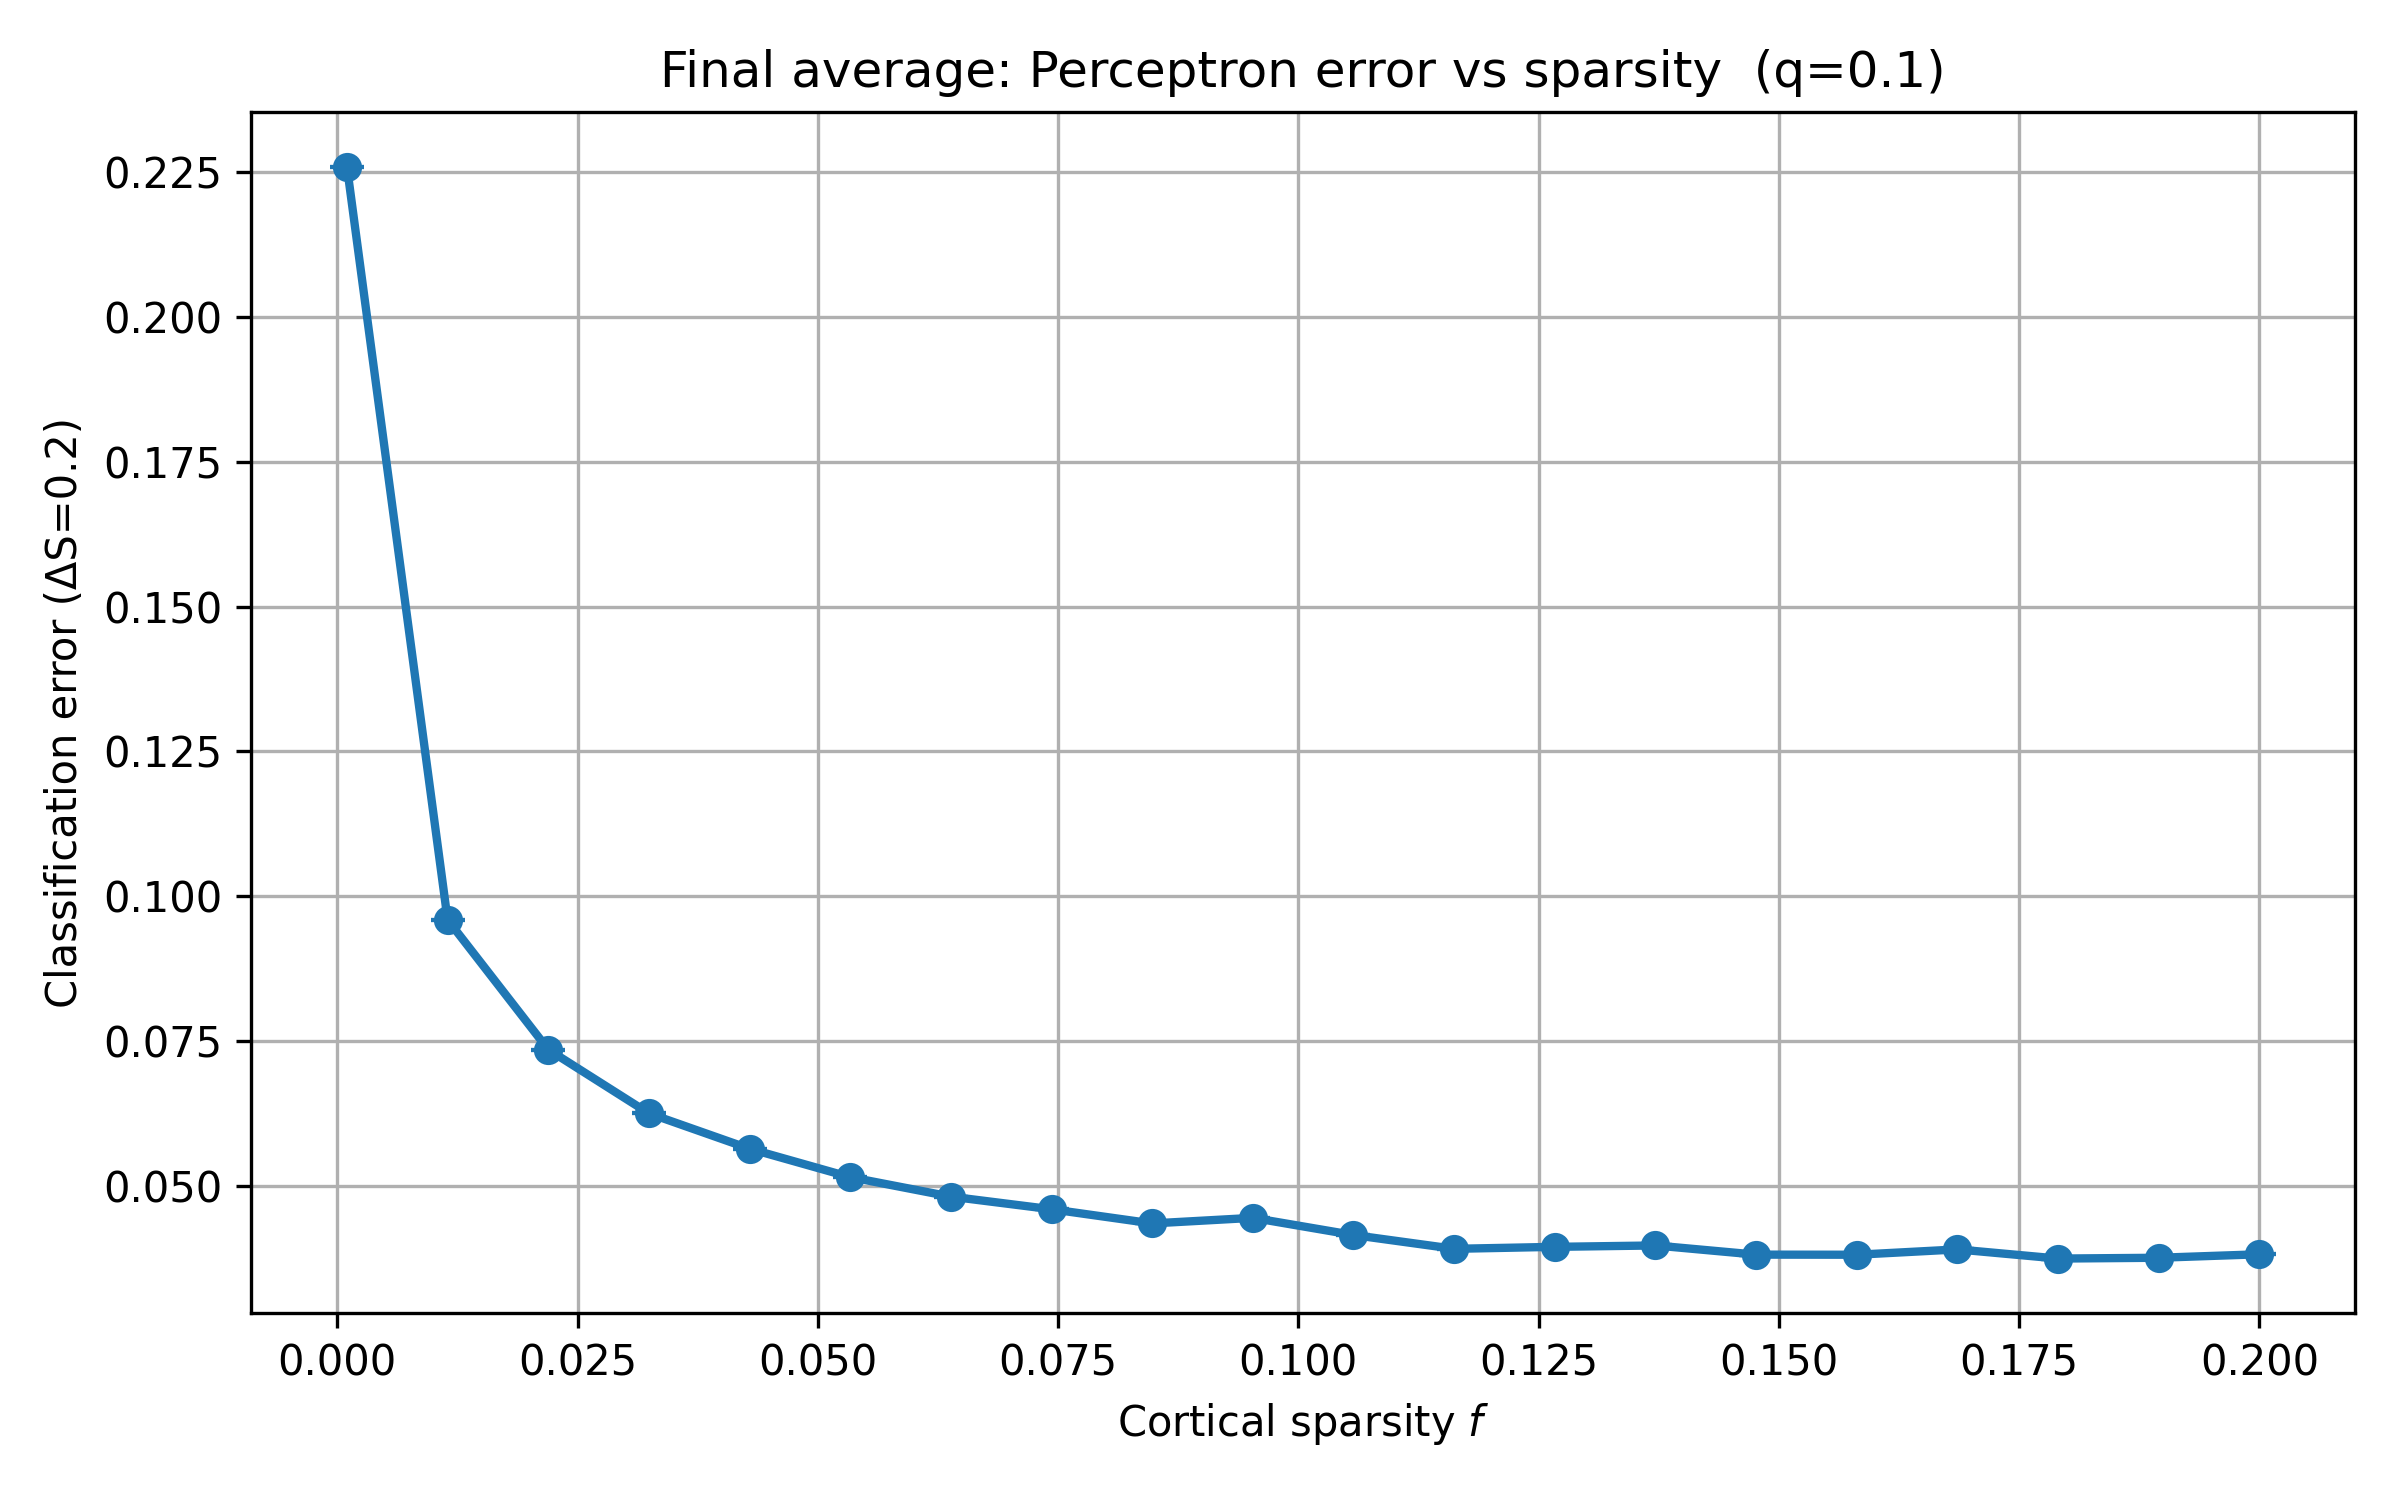 Final average: Perceptron error vs sparsity  (q=0.1)
Classification error (ΔS=0.2)
0.225
0.200
0.175
0.150
0.125
0.100
0.075
0.050
0.000 0.025 0.050 0.075 0.100 0.125 0.150 0.175 0.200
Cortical sparsity f